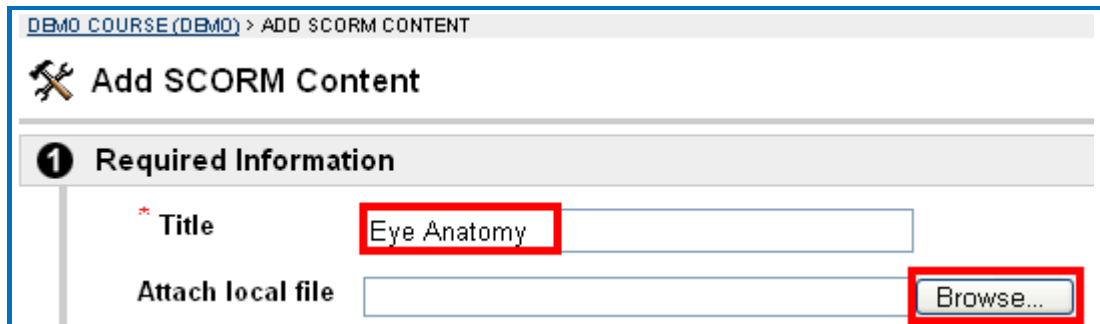 DEMO COURSE (DEMO) > ADD SCORM CONTENT
Add SCORM Content
1 Required Information
* Title Eye Anatomy
Attach local file Browse...